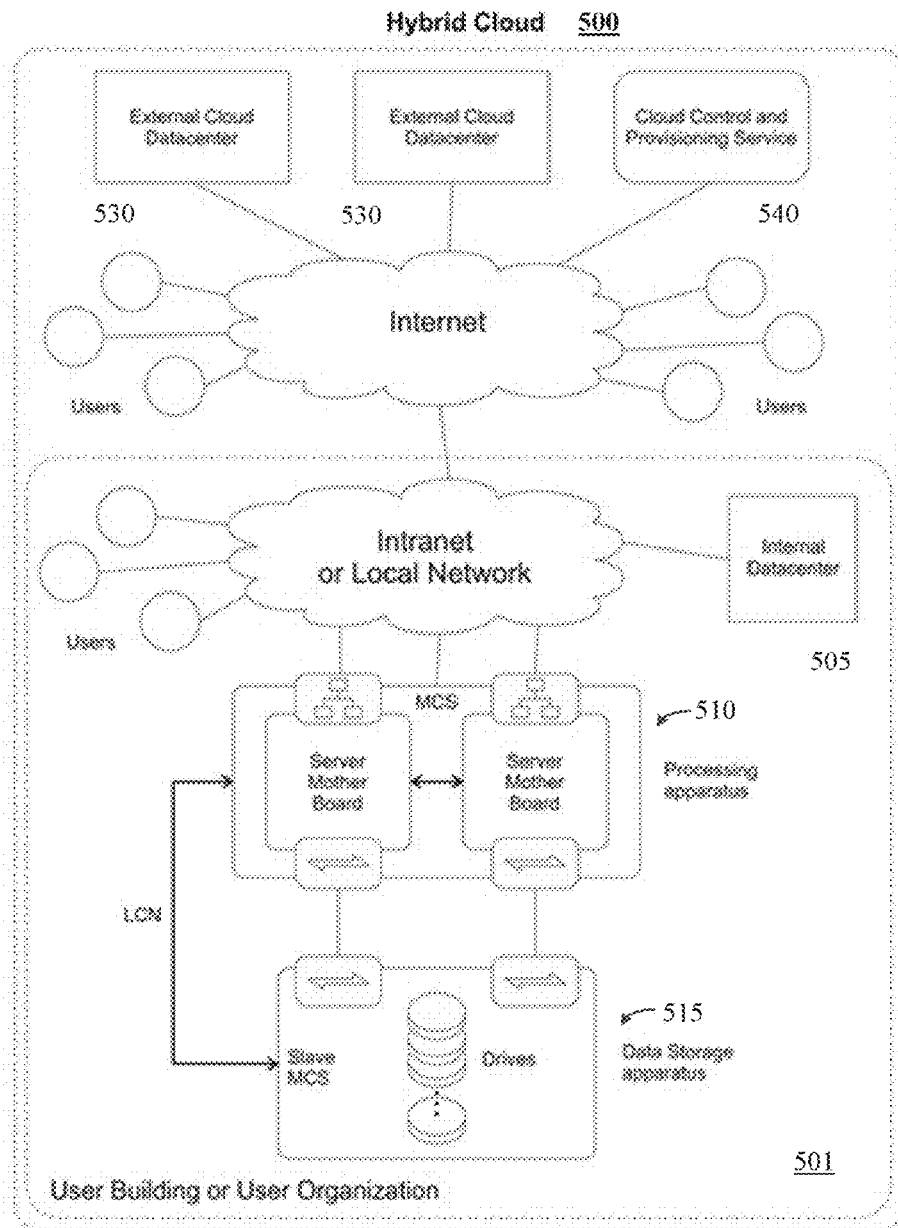 Hybrid Cloud 500
External Cloud
Datacenter
External Cloud
Datacenter
Cloud Control and
Provisioning Service
530
530
540
Internet
Users
Users
Intranet
or Local Network
Internal
Datacenter
Users
505
MCS
510
Server
Mother
Board
Server
Mother
Board
Processing
apparatus
LCN
515
Slave
MCS
Drives
Data Storage
apparatus
501
User Building or User Organization